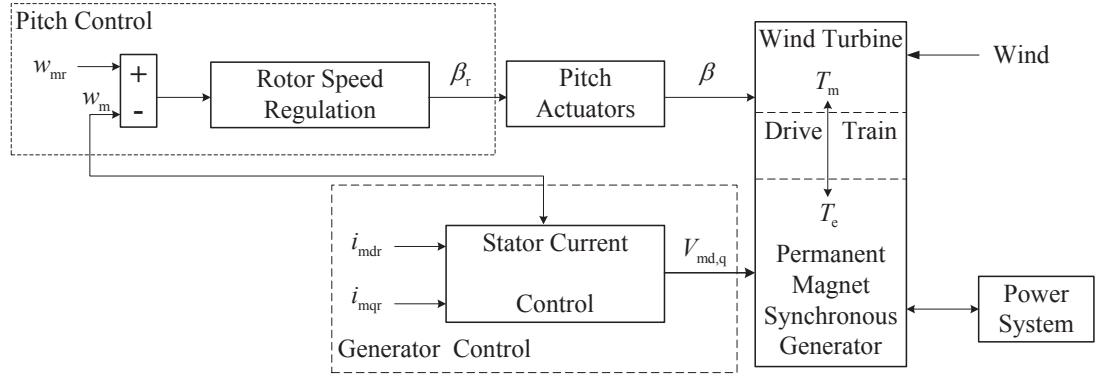 Pitch Control
w_mr
+
w_m
-
Rotor Speed
Regulation
β_r
Pitch
Actuators
β
Wind Turbine
Wind
T_m
Drive Train
T_e
Permanent
Magnet
Synchronous
Generator
Power
System
i_mdr
i_mqr
Stator Current
Control
V_md,q
Generator Control